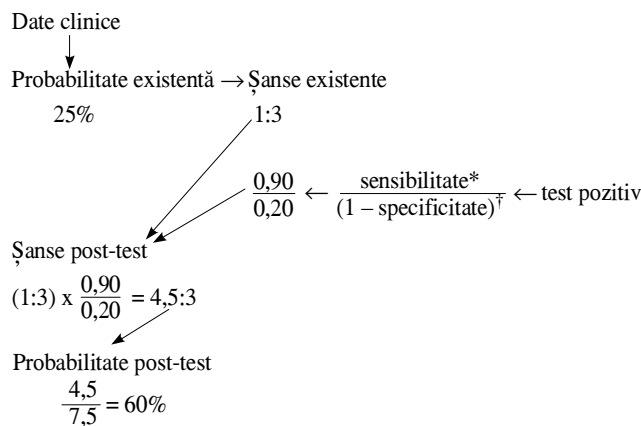 Date clinice
Probabilitate existentă → Șanse existente
25% 1:3
0,90/0,20 ← sensibilitate*/(1 – specificitate)† ← test pozitiv
Șanse post-test
(1:3) x 0,90/0,20 = 4,5:3
Probabilitate post-test
4,5/7,5 = 60%